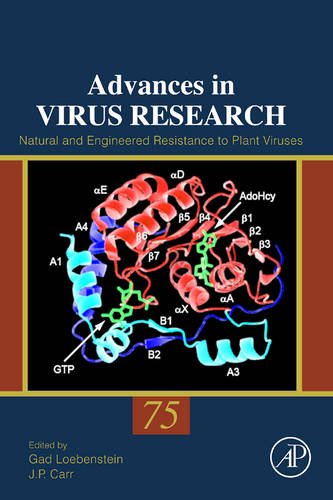 Advances in
VIRUS RESEARCH
Natural and Engineered Resistance to Plant Viruses
αD
AdoHcy
αE
β5
β4
β1
A4
β6
β2
β3
A1
β7
αX
αA
B1
GTP
B2
A3
75
Edited by
Gad Loebenstein
J.P. Carr
AP